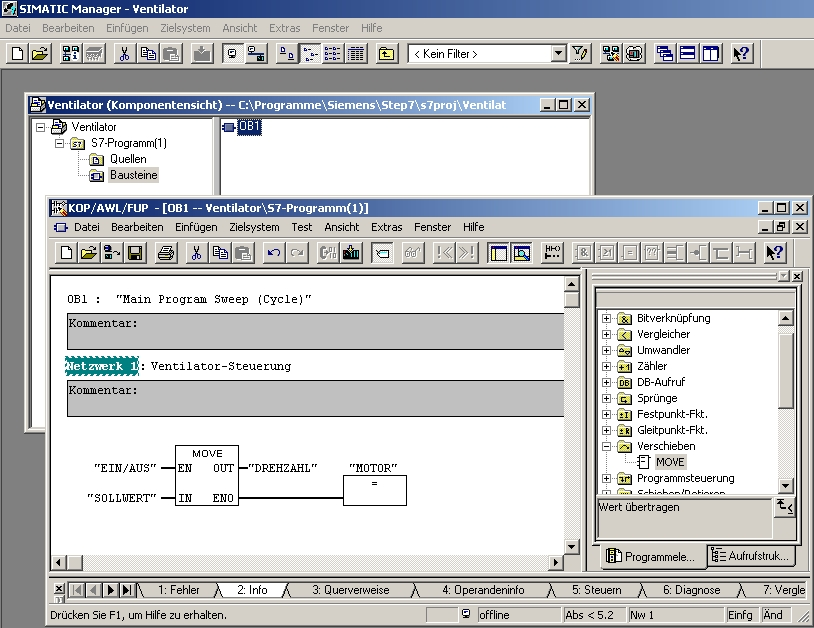 SIMATIC Manager - Ventilator
Datei Bearbeiten Einfügen Zielsystem Ansicht Extras Fenster Hilfe
< Kein Filter >
Ventilator (Komponentensicht) -- C:\Programme\Siemens\Step7\s7proj\Ventilat
Ventilator
S7-Programm(1)
Quellen
Bausteine
OB1
KOP/AWL/FUP - [OB1 -- Ventilator\S7-Programm(1)]
Datei Bearbeiten Einfügen Zielsystem Test Ansicht Extras Fenster Hilfe
OB1 : "Main Program Sweep (Cycle)"
Kommentar:
Netzwerk 1: Ventilator-Steuerung
Kommentar:
MOVE
"EIN/AUS" EN OUT "DREHZAHL" "MOTOR"
=
"SOLLWERT" IN ENO
Bitverknüpfung
Vergleicher
Umwandler
Zähler
DB-Aufruf
Sprünge
Festpunkt-Fkt.
Gleitpunkt-Fkt.
Verschieben
MOVE
Programmsteuerung
Schieben/Rotieren
Wert übertragen
Programmele... Aufrufstruk...
1: Fehler 2: Info 3: Querverweise 4: Operandeninfo 5: Steuern 6: Diagnose 7: Vergle
Drücken Sie F1, um Hilfe zu erhalten. offline Abs < 5.2 Nw 1 Einfg Änd